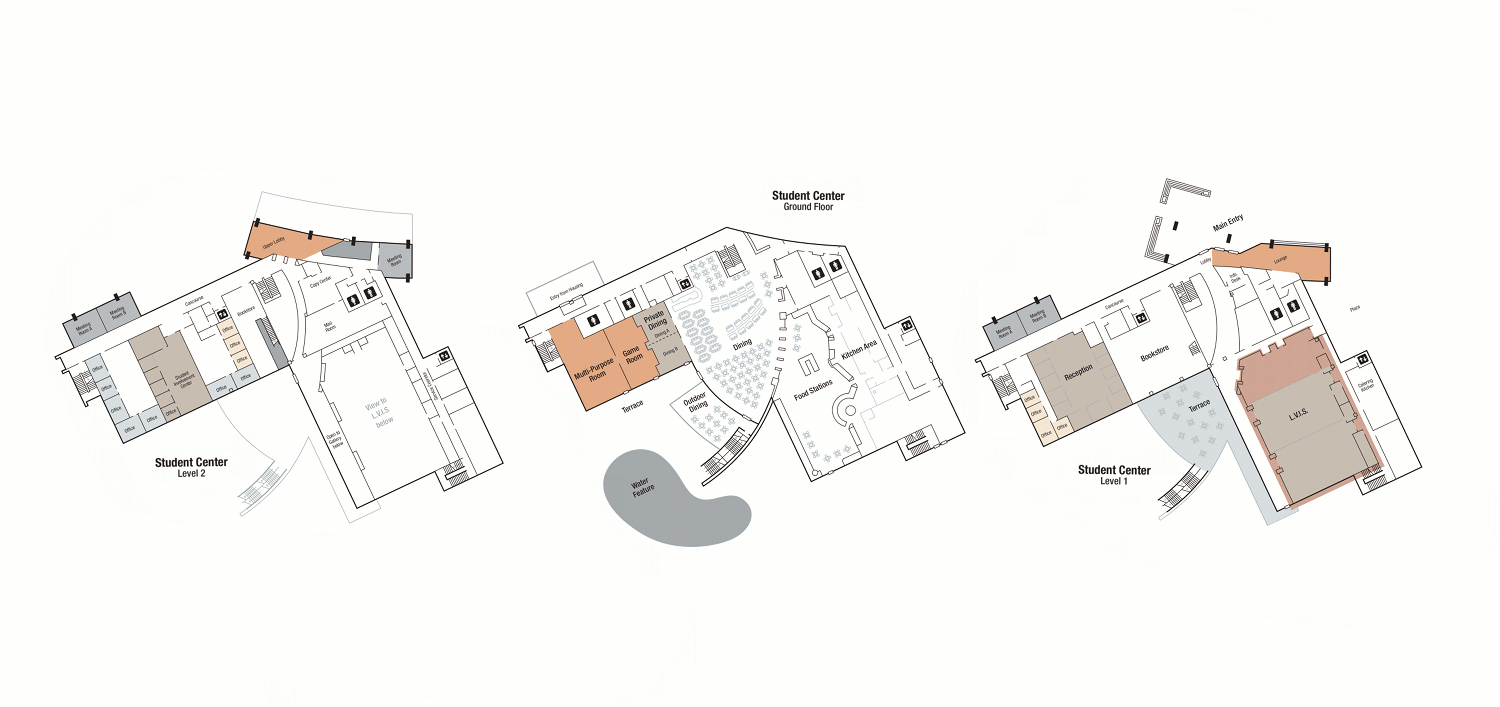 Student Center
Level 2
Upper Lobby
Meeting
Room
Meeting
Room A
Meeting
Room B
Concourse
Copy Center
Bookstore
Mail
Room
Office
Office
Office
Office
Office
Office
Office
Office
Office
Office
Office
Student
Involvement
Center
View to
L.V.I.S
below
Open to
Gallery
below
Service Corridor
Student Center
Ground Floor
Entry from Housing
Multi-Purpose
Room
Game
Room
Private
Dining
Dining A
Dining B
Dining
Terrace
Outdoor
Dining
Food Stations
Kitchen Area
Water
Feature
Student Center
Level 1
Main Entry
Lobby
Lounge
Info
Desk
Plaza
Meeting
Room A
Meeting
Room B
Concourse
Reception
Bookstore
Office
Office
Office
Office
Terrace
L.V.I.S.
Catering
Kitchen